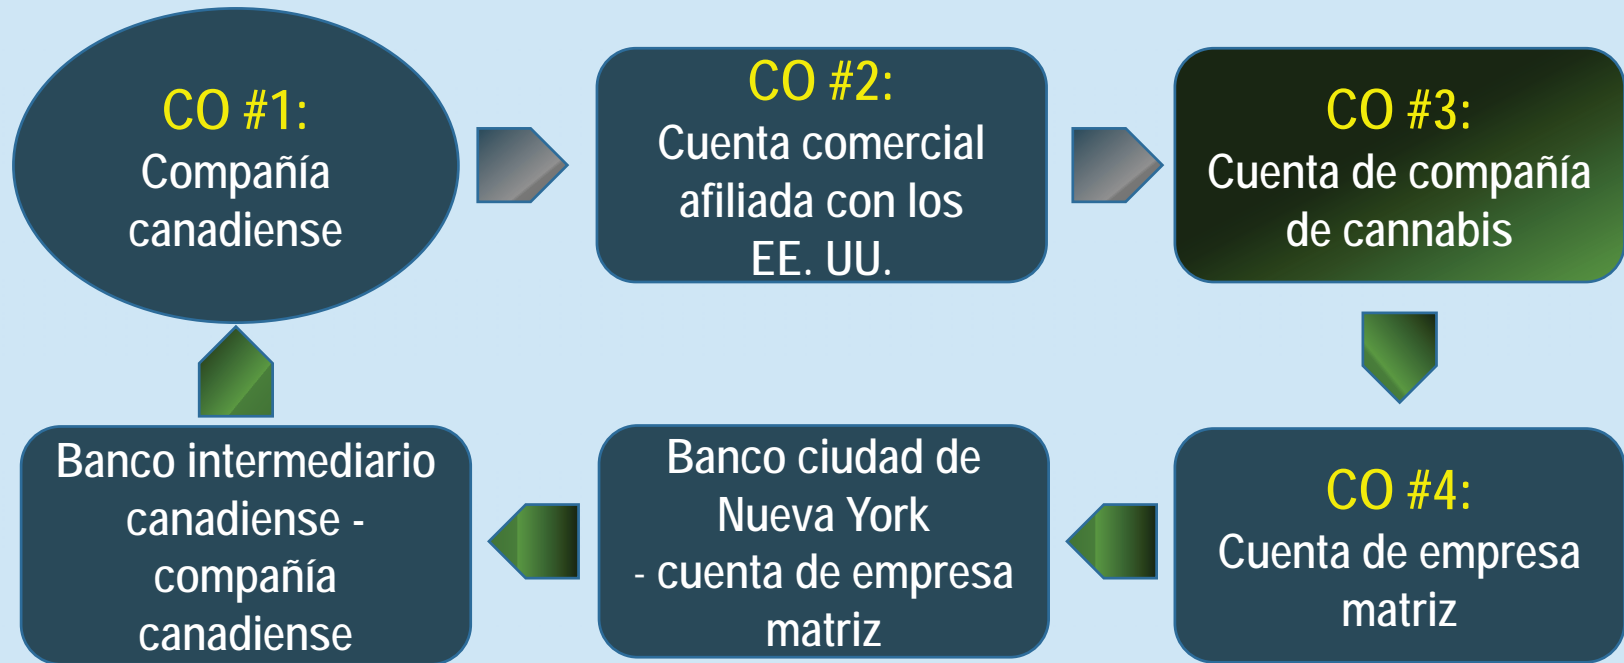 CO #1:
Compañía
canadiense
CO #2:
Cuenta comercial
afiliada con los
EE. UU.
CO #3:
Cuenta de compañía
de cannabis
CO #4:
Cuenta de empresa
matriz
Banco ciudad de
Nueva York
- cuenta de empresa
matriz
Banco intermediario
canadiense -
compañía
canadiense